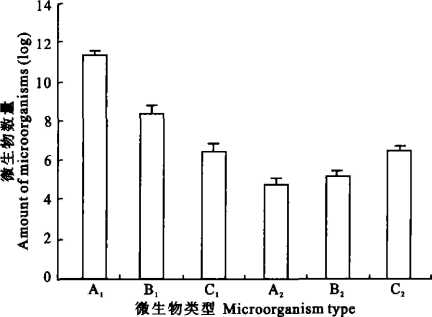 微生物数量
Amount of microorganisms (log)
14
12
10
8
6
4
2
0
A₁ B₁ C₁ A₂ B₂ C₂
微生物类型 Microorganism type